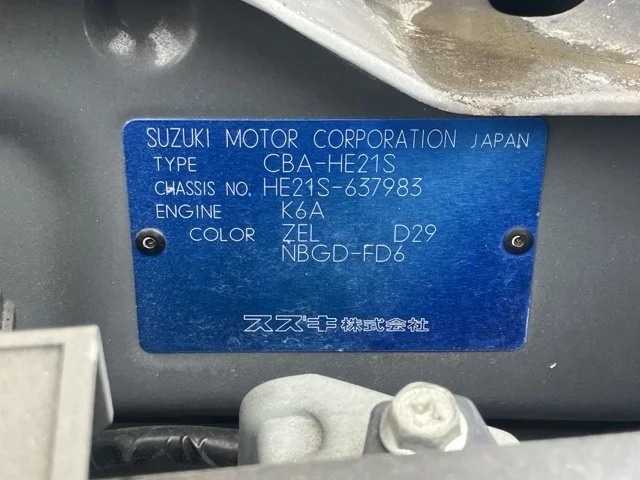 SUZUKI MOTOR CORPORATION JAPAN
TYPE CBA-HE21S
CHASSIS NO. HE21S-637983
ENGINE K6A
COLOR ZEL D29
NBGD-FD6
スズキ株式会社